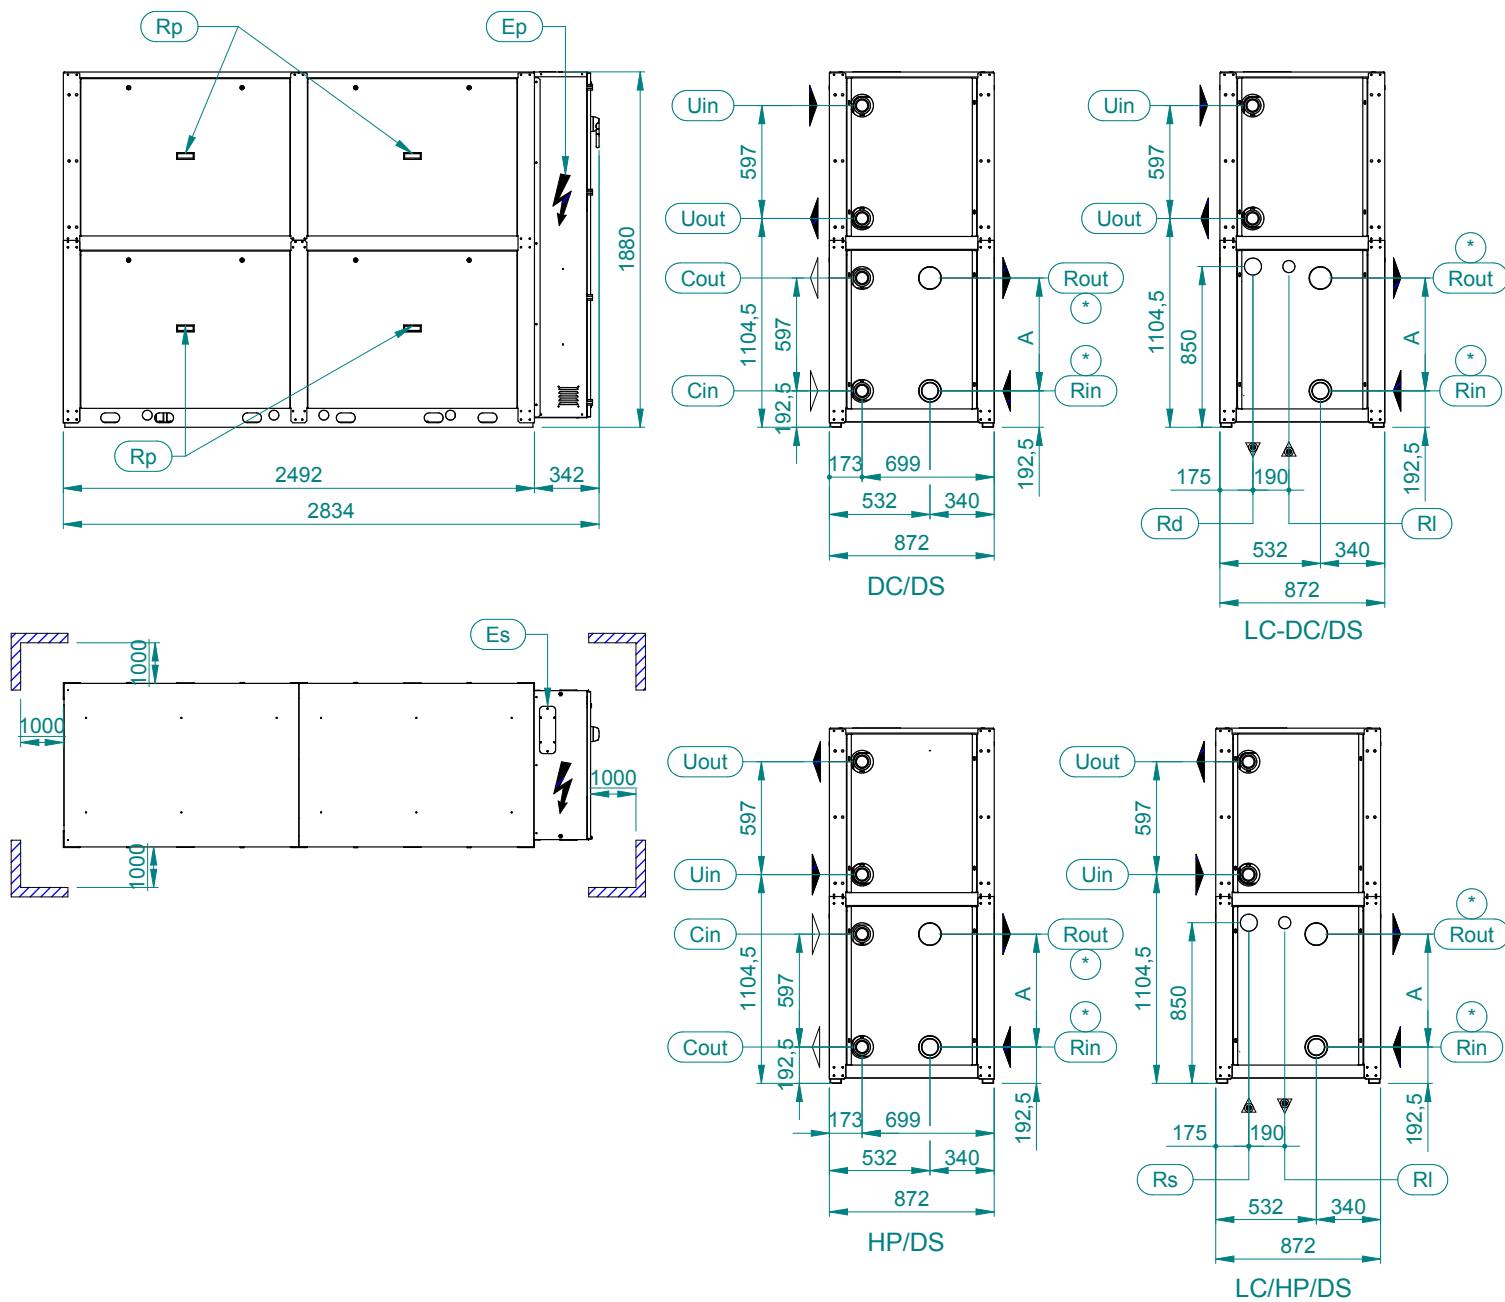 Rp
Ep
1880
Rp
2492
342
2834
Uin
597
Uout
Cout
Rout
*
1104,5
597
A
*
Cin
Rin
192,5
192,5
173
699
532
340
872
DC/DS
Uin
597
Uout
*
Rout
1104,5
850
A
*
Rin
192,5
175
190
Rd
Rl
532
340
872
LC-DC/DS
Es
1000
1000
1000
1000
Uout
597
Uin
Cin
Rout
*
1104,5
597
A
*
Cout
Rin
192,5
192,5
173
699
532
340
872
HP/DS
Uout
597
Uin
*
Rout
1104,5
850
A
*
Rin
192,5
175
190
Rs
Rl
532
340
872
LC/HP/DS